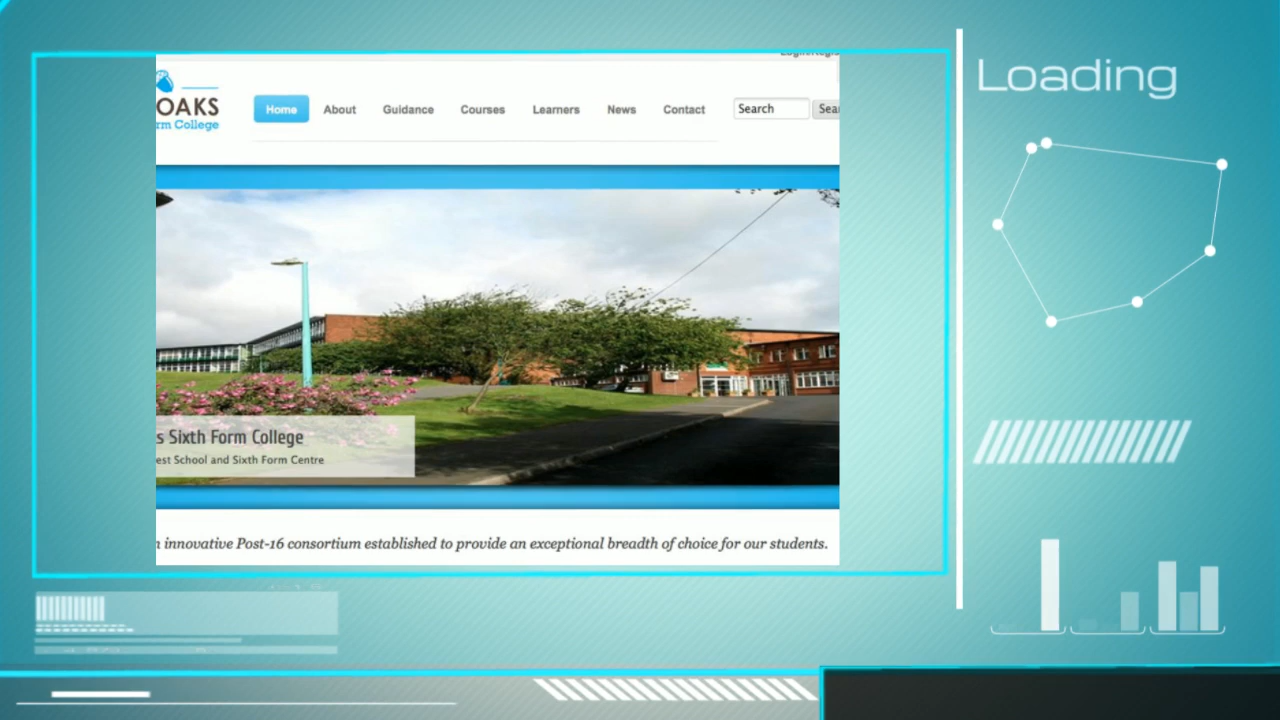 Loading
OAKS
rm College
Home About Guidance Courses Learners News Contact Search Sear
s Sixth Form College
est School and Sixth Form Centre
innovative Post-16 consortium established to provide an exceptional breadth of choice for our students.